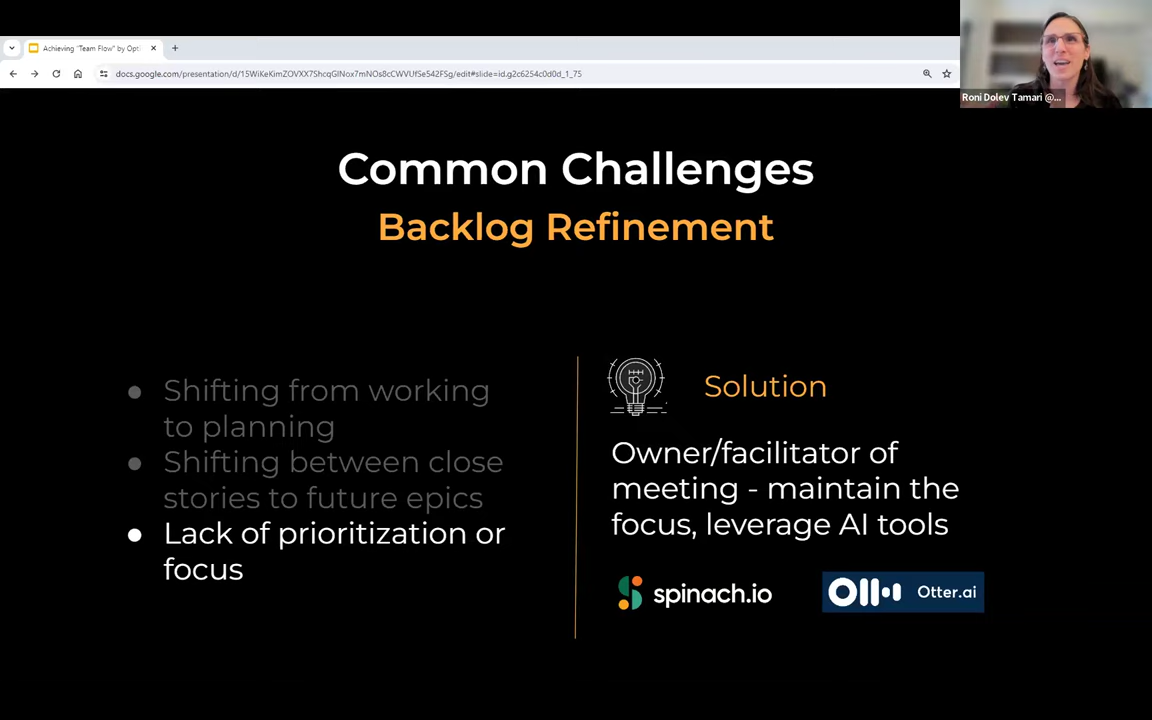 Achieving "Team Flow" by Opti
docs.google.com/presentation/d/15WiKeKimZOVXX7ShcqGlNox7mNOs8cCWVUfSe542FSg/edit#slide=id.g2c6254c0d0d_1_75
Roni Dolev Tamari @...
Common Challenges
Backlog Refinement
Shifting from working
to planning
Shifting between close
stories to future epics
Lack of prioritization or
focus
Solution
Owner/facilitator of
meeting - maintain the
focus, leverage AI tools
spinach.io
Otter.ai